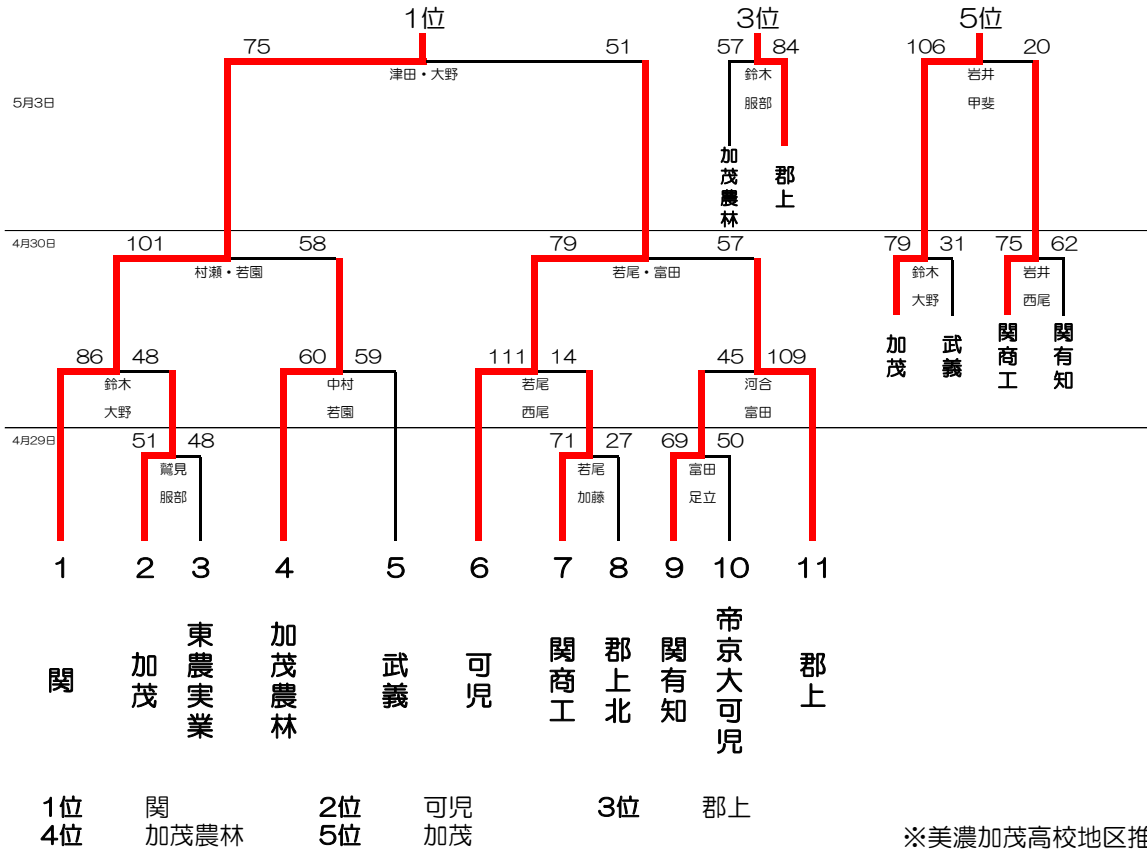 1位 3位 5位
75 51 57 84 106 20
津田・大野 鈴木 岩井
5月3日 服部 甲斐
加茂農林 郡上
4月30日
101 58 79 57 79 31 75 62
村瀬・若園 若尾・富田 鈴木 岩井
大野 西尾
加茂 武義 関商工 関有知
86 48 60 59 111 14 45 109
鈴木 中村 若尾 河合
大野 若園 西尾 富田
4月29日
51 48 71 27 69 50
鷲見 若尾 富田
服部 加藤 足立
1 2 3 4 5 6 7 8 9 10 11
関 加茂 東農実業 加茂農林 武義 可児 関商工 郡上北 関有知 帝京大可児 郡上
1位 関 2位 可児 3位 郡上
4位 加茂農林 5位 加茂
※美濃加茂高校地区推